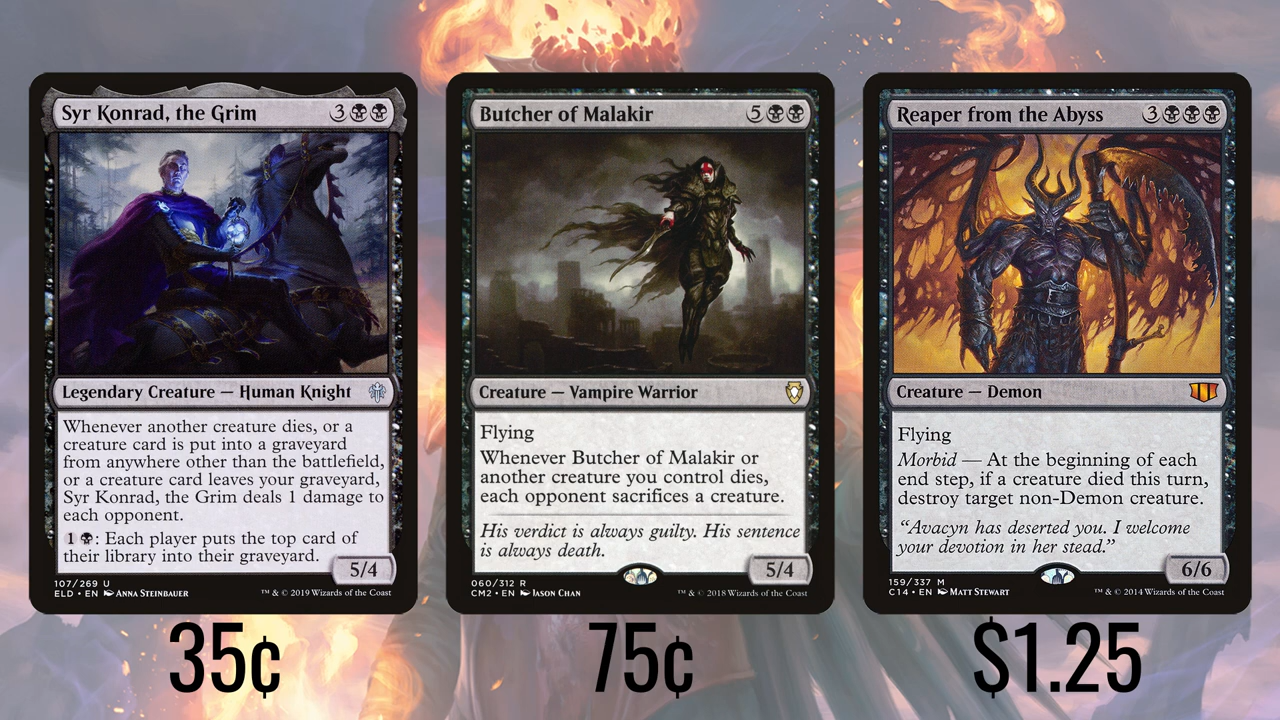 Syr Konrad, the Grim 3
Legendary Creature — Human Knight
Whenever another creature dies, or a
creature card is put into a graveyard
from anywhere other than the battlefield,
or a creature card leaves your graveyard,
Syr Konrad, the Grim deals 1 damage to
each opponent.
1 : Each player puts the top card of
their library into their graveyard.
5/4
107/269 U
ELD • EN Anna Steinbauer ™ & © 2019 Wizards of the Coast
35¢
Butcher of Malakir 5
Creature — Vampire Warrior
Flying
Whenever Butcher of Malakir or
another creature you control dies,
each opponent sacrifices a creature.
His verdict is always guilty. His sentence
is always death.
5/4
060/312 R
CM2 • EN Jason Chan ™ & © 2018 Wizards of the Coast
75¢
Reaper from the Abyss 3
Creature — Demon
Flying
Morbid — At the beginning of each
end step, if a creature died this turn,
destroy target non-Demon creature.
“Avacyn has deserted you. I welcome
your devotion in her stead.”
6/6
159/337 M
C14 • EN Matt Stewart ™ & © 2014 Wizards of the Coast
$1.25